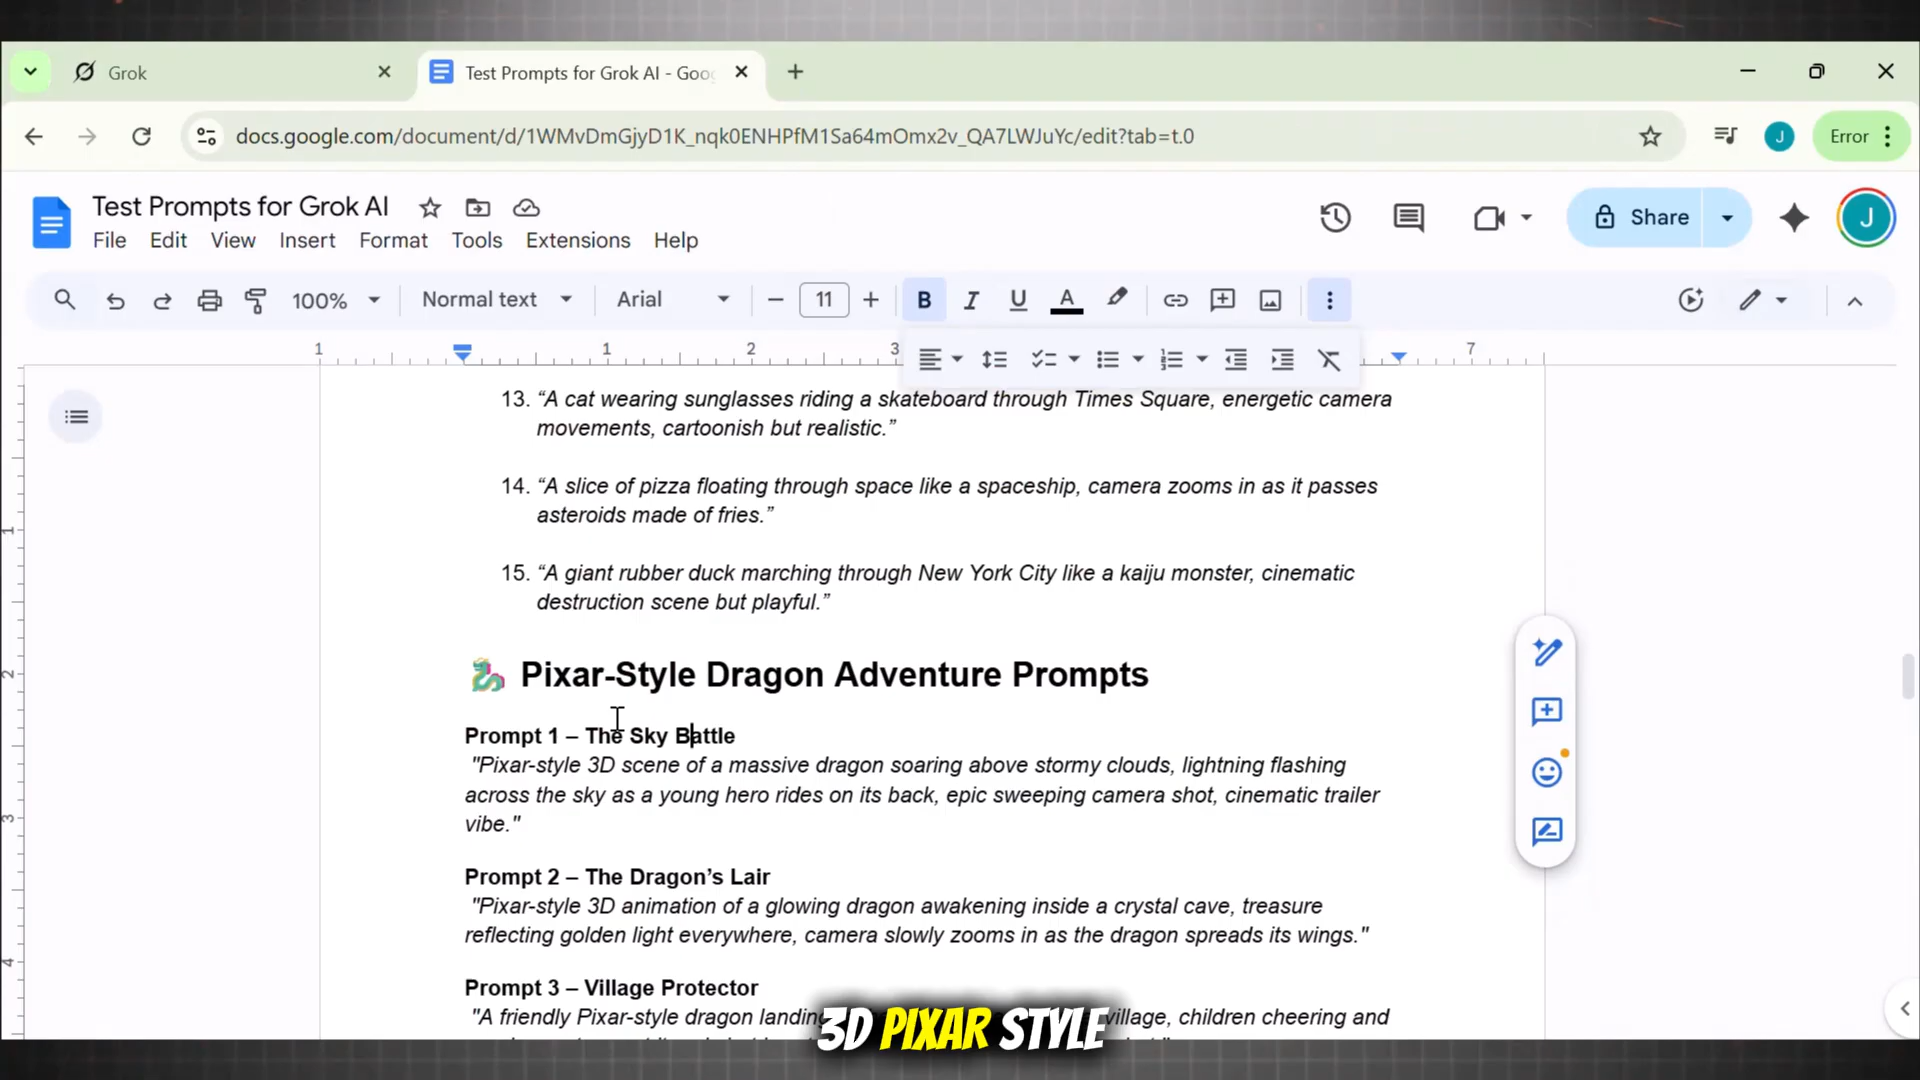 Grok
Test Prompts for Grok AI - Goo
docs.google.com/document/d/1WMvDmGjyD1K_nqk0ENHPfM1Sa64mOmx2v_QA7LWJuYc/edit?tab=t.0
J
Error
Test Prompts for Grok AI
File Edit View Insert Format Tools Extensions Help
Share
J
100% Normal text Arial 11 B I U A
1 1 2 3 7
13. “A cat wearing sunglasses riding a skateboard through Times Square, energetic camera
movements, cartoonish but realistic.”
14. “A slice of pizza floating through space like a spaceship, camera zooms in as it passes
asteroids made of fries.”
15. “A giant rubber duck marching through New York City like a kaiju monster, cinematic
destruction scene but playful.”
Pixar-Style Dragon Adventure Prompts
Prompt 1 – The Sky Battle
"Pixar-style 3D scene of a massive dragon soaring above stormy clouds, lightning flashing
across the sky as a young hero rides on its back, epic sweeping camera shot, cinematic trailer
vibe."
Prompt 2 – The Dragon’s Lair
"Pixar-style 3D animation of a glowing dragon awakening inside a crystal cave, treasure
reflecting golden light everywhere, camera slowly zooms in as the dragon spreads its wings."
Prompt 3 – Village Protector
"A friendly Pixar-style dragon landing village, children cheering and
3D PIXAR STYLE
1
2
3
4